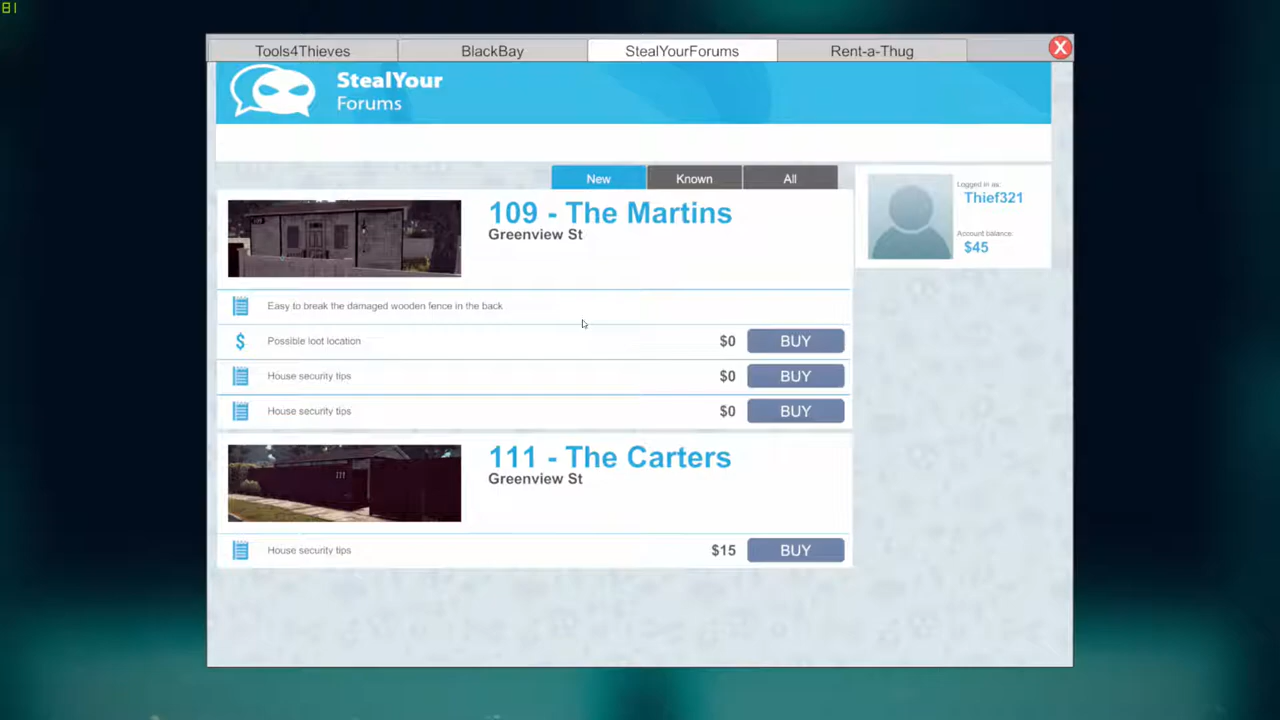 81
Tools4Thieves
BlackBay
StealYourForums
Rent-a-Thug
X
StealYour
Forums
New
Known
All
Logged in as:
Thief321
Account balance:
$45
109 - The Martins
Greenview St
Easy to break the damaged wooden fence in the back
$ Possible loot location $0 BUY
House security tips $0 BUY
House security tips $0 BUY
111
111 - The Carters
Greenview St
House security tips $15 BUY